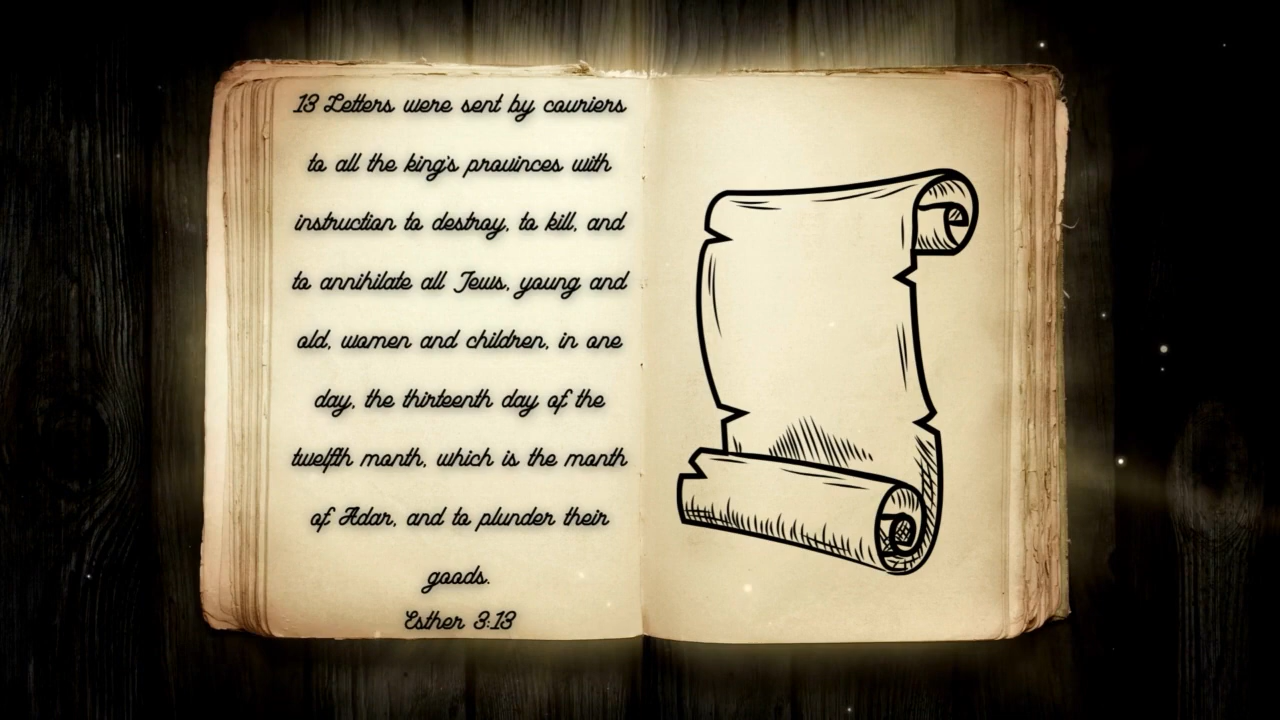 13 Letters were sent by couriers
to all the king's provinces with
instruction to destroy, to kill, and
to annihilate all Jews, young and
old, women and children, in one
day, the thirteenth day of the
twelfth month, which is the month
of Adar, and to plunder their
goods.
Esther 3:13